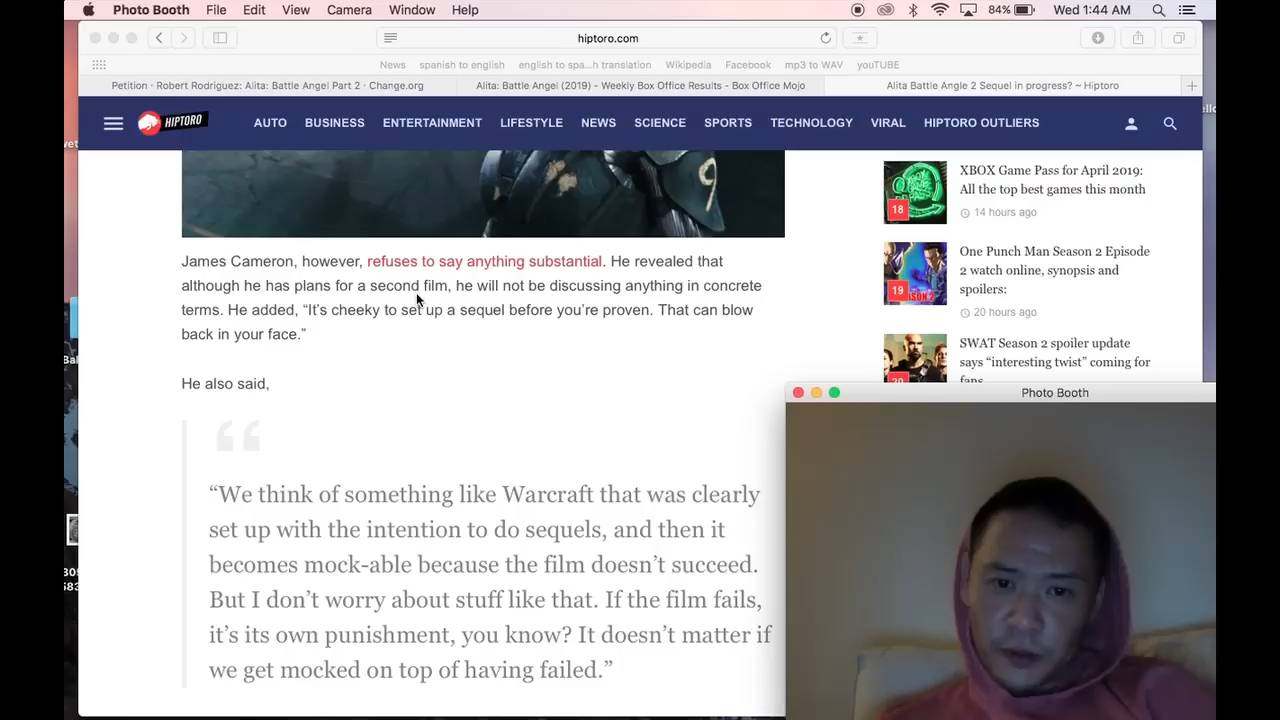 Photo Booth File Edit View Camera Window Help 84% Wed 1:44 AM
hiptoro.com
News spanish to english english to spa...h translation Wikipedia Facebook mp3 to WAV youTUBE
Petition · Robert Rodriguez: Alita: Battle Angel Part 2 · Change.org Alita: Battle Angel (2019) - Weekly Box Office Results - Box Office Mojo Alita Battle Angle 2 Sequel in progress? ~ Hiptoro
HIPTORO AUTO BUSINESS ENTERTAINMENT LIFESTYLE NEWS SCIENCE SPORTS TECHNOLOGY VIRAL HIPTORO OUTLIERS
9
James Cameron, however, refuses to say anything substantial. He revealed that
although he has plans for a second film, he will not be discussing anything in concrete
terms. He added, “It’s cheeky to set up a sequel before you’re proven. That can blow
back in your face.”
He also said,
“We think of something like Warcraft that was clearly
set up with the intention to do sequels, and then it
becomes mock-able because the film doesn’t succeed.
But I don’t worry about stuff like that. If the film fails,
it’s its own punishment, you know? It doesn’t matter if
we get mocked on top of having failed.”
18
XBOX Game Pass for April 2019:
All the top best games this month
14 hours ago
19
One Punch Man Season 2 Episode
2 watch online, synopsis and
spoilers:
20 hours ago
20
SWAT Season 2 spoiler update
says “interesting twist” coming for
fans
Photo Booth